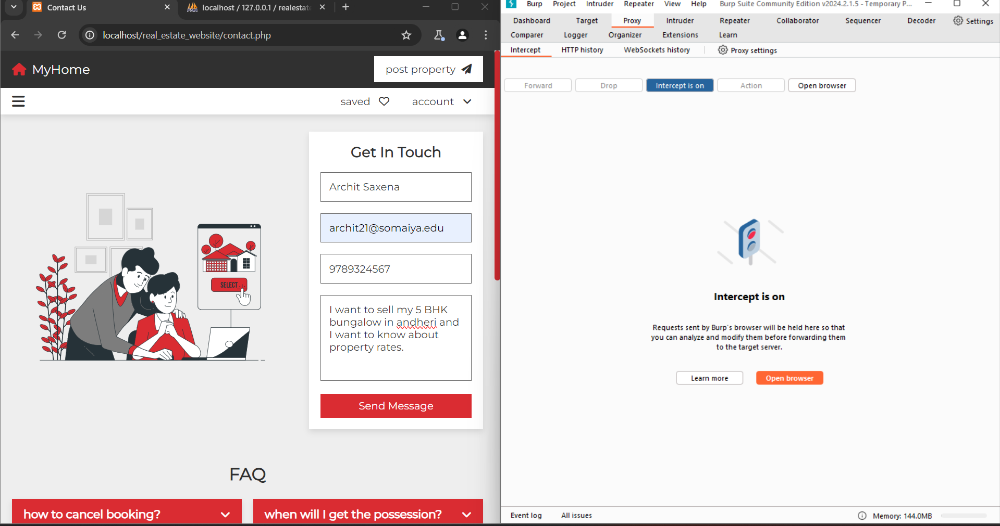 Contact Us
localhost / 127.0.0.1 / realestate
localhost/real_estate_website/contact.php
MyHome
post property
saved
account
Get In Touch
Archit Saxena
archit21@somaiya.edu
9789324567
I want to sell my 5 BHK
bungalow in andheri and
I want to know about
property rates.
Send Message
SELECT
FAQ
how to cancel booking?
when will I get the possession?
Burp Project Intruder Repeater View Help Burp Suite Community Edition v2024.2.1.5 - Temporary P...
Dashboard Target Proxy Intruder Repeater Collaborator Sequencer Decoder Settings
Comparer Logger Organizer Extensions Learn
Intercept HTTP history WebSockets history Proxy settings
Forward Drop Intercept is on Action Open browser
Intercept is on
Requests sent by Burp's browser will be held here so that
you can analyze and modify them before forwarding them
to the target server.
Learn more Open browser
Event log All issues Memory: 144.0MB